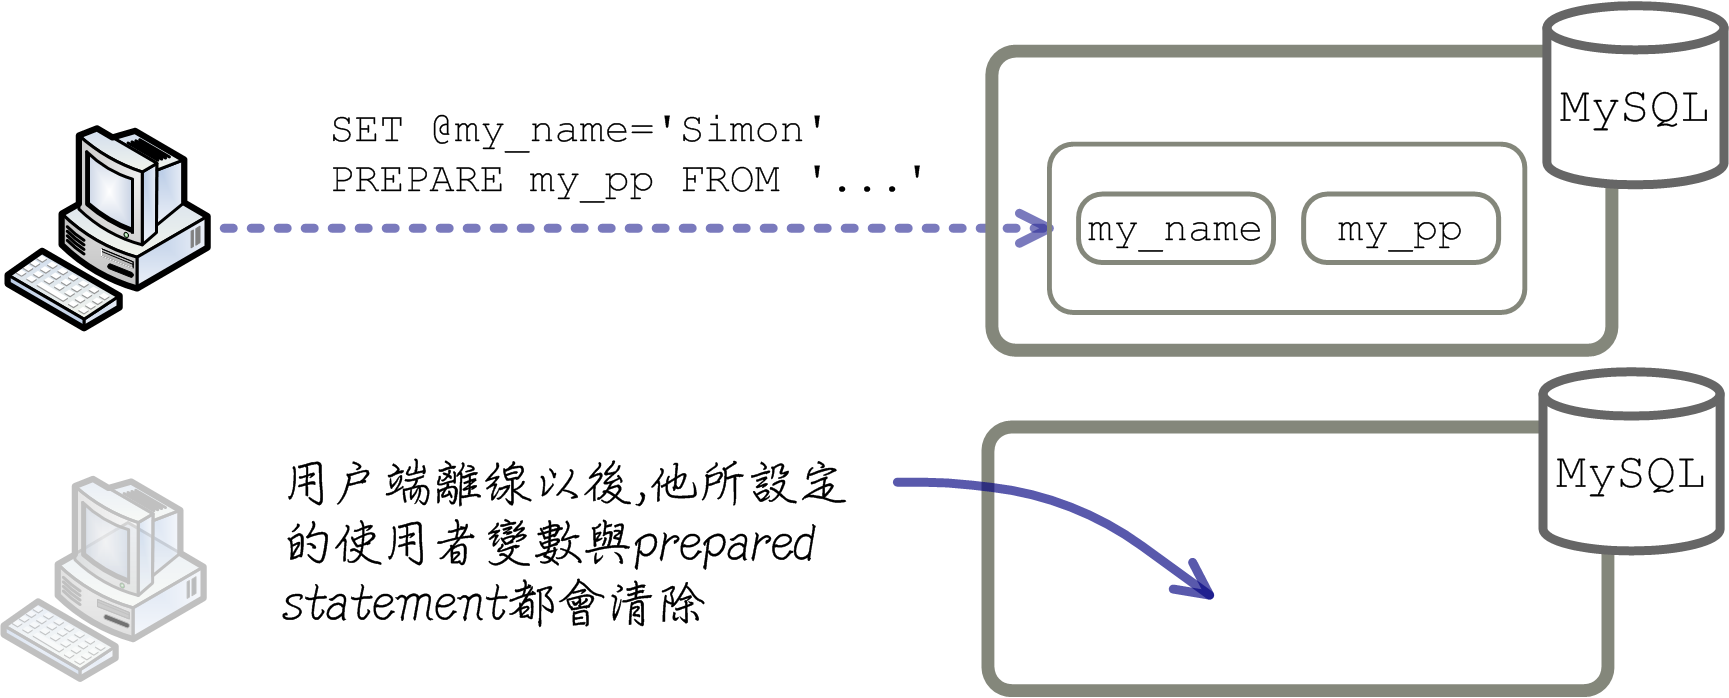 MySQL
SET @my_name='Simon'
PREPARE my_pp FROM '...'
my_name
my_pp
MySQL
用戶端離線以後,他所設定
的使用者變數與prepared
statement都會清除